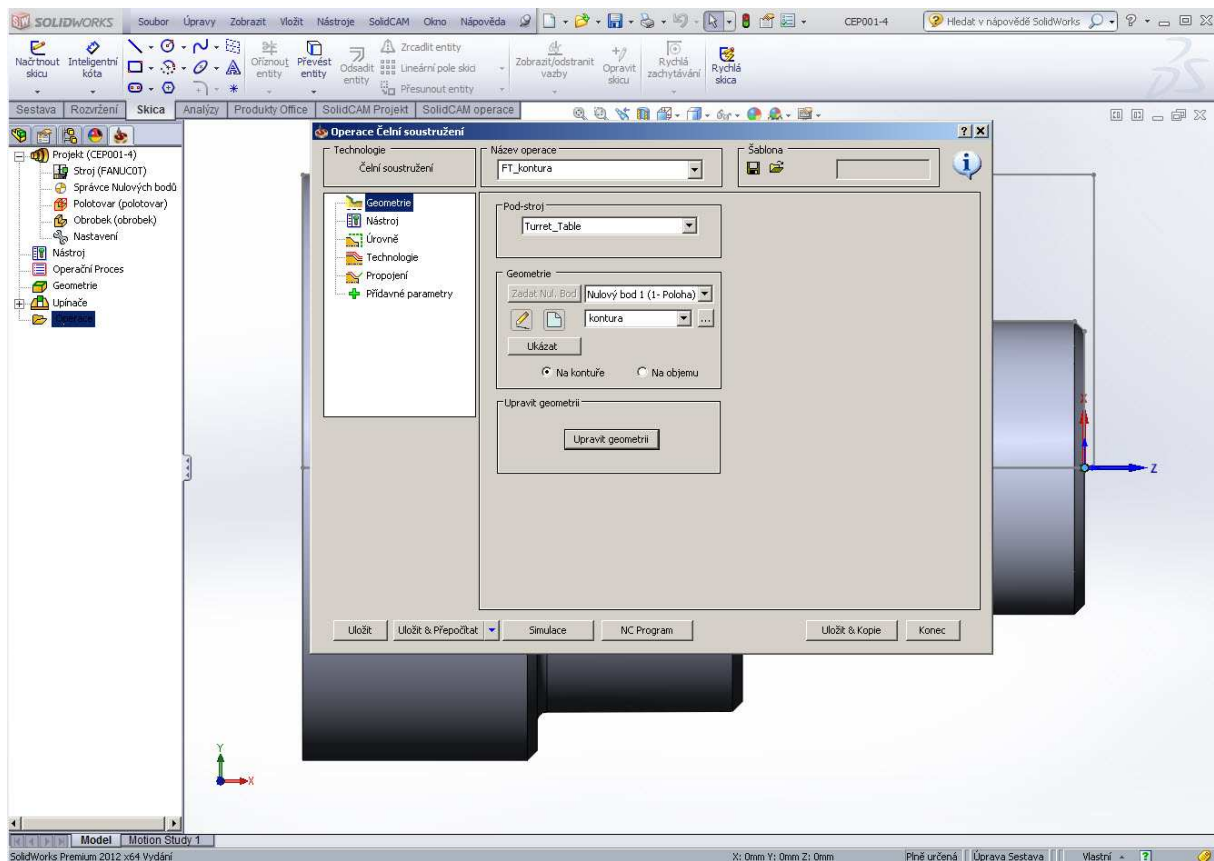 SOLIDWORKS Soubor Úpravy Zobrazit Vložit Nástroje SolidCAM Okno Nápověda CEP001-4 Hledat v nápovědě SolidWorks
Načrtnout skicu
Inteligentní kóta
Oříznout entity
Převést entity
Odsadit entity
Zrcadlit entity
Lineární pole skici
Přesunout entity
Zobrazit/odstranit vazby
Opravit skicu
Rychlá zachytávání
Rychlá skica
Sestava Rozvržení Skica Analýzy Produkty Office SolidCAM Projekt SolidCAM operace
Projekt (CEP001-4)
Stroj (FANUC0T)
Správce Nulových bodů
Polotovar (polotovar)
Obrobek (obrobek)
Nastavení
Nástroj
Operační Proces
Geometrie
Upínače
Operace
Operace Čelní soustružení
Technologie
Čelní soustružení
Název operace
FT_kontura
Šablona
Geometrie
Nástroj
Úrovně
Technologie
Propojení
Přídavné parametry
Pod-stroj
Turret_Table
Geometrie
Zadat Nul. Bod Nulový bod 1 (1- Poloha)
kontura ...
Ukázat
Na kontuře Na objemu
Upravit geometrii
Upravit geometrii
Uložit Uložit & Přepočítat Simulace NC Program Uložit & Kopie Konec
X
Z
Y
X
Model Motion Study 1
SolidWorks Premium 2012 x64 Vydání X: 0mm Y: 0mm Z: 0mm Plně určená Úprava Sestava Vlastní